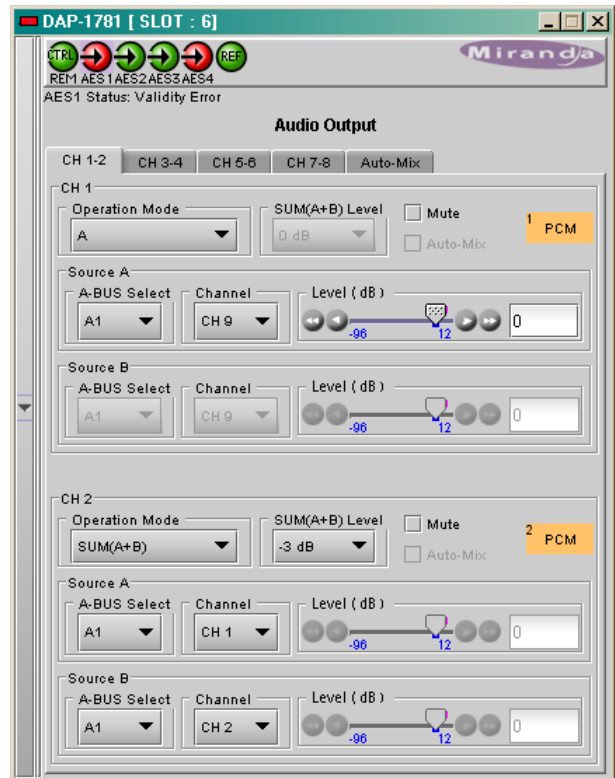 DAP-1781 [ SLOT : 6]
CTRL REF
REM AES1 AES2 AES3 AES4
Miranda
AES1 Status: Validity Error
Audio Output
CH 1-2 CH 3-4 CH 5-6 CH 7-8 Auto-Mix
CH 1
Operation Mode SUM(A+B) Level Mute
A 0 dB Auto-Mix
1 PCM
Source A
A-BUS Select Channel Level ( dB )
A1 CH 9 -96 12 0
Source B
A-BUS Select Channel Level ( dB )
A1 CH 9 -96 12 0
CH 2
Operation Mode SUM(A+B) Level Mute
SUM(A+B) -3 dB Auto-Mix
2 PCM
Source A
A-BUS Select Channel Level ( dB )
A1 CH 1 -96 12 0
Source B
A-BUS Select Channel Level ( dB )
A1 CH 2 -96 12 0